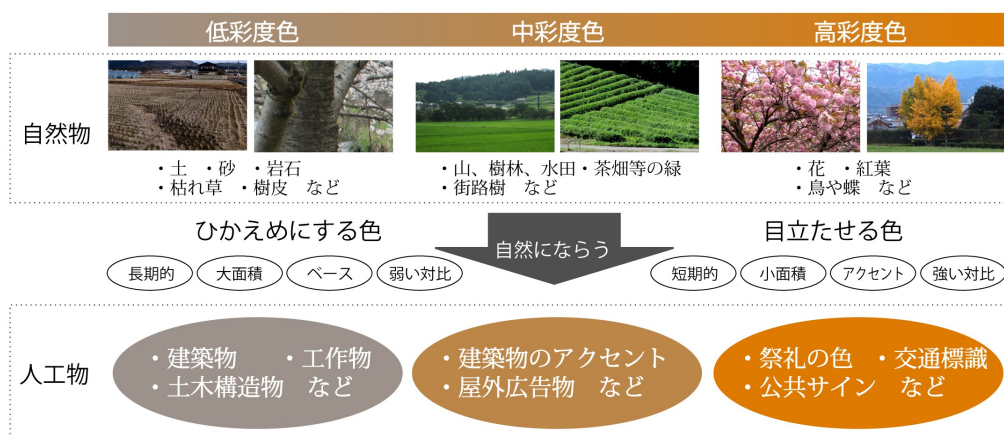 低彩度色 中彩度色 高彩度色
自然物
・土 ・砂 ・岩石
・枯れ草 ・樹皮 など
・山、樹林、水田・茶畑等の緑
・街路樹 など
・花 ・紅葉
・鳥や蝶 など
ひかえめにする色
自然にならう
目立たせる色
長期的 大面積 ベース 弱い対比
短期的 小面積 アクセント 強い対比
人工物
・建築物 ・工作物
・土木構造物 など
・建築物のアクセント
・屋外広告物 など
・祭礼の色 ・交通標識
・公共サイン など